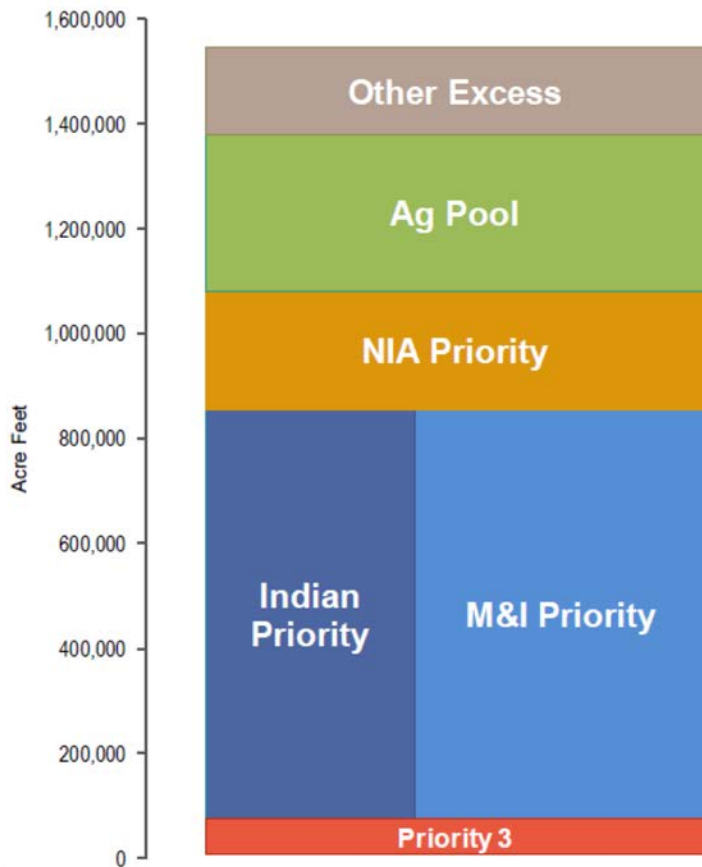 1,600,000
Other Excess
1,400,000
Ag Pool
1,200,000
1,000,000
NIA Priority
Acre Feet
800,000
600,000
Indian
Priority
M&I Priority
400,000
200,000
Priority 3
0